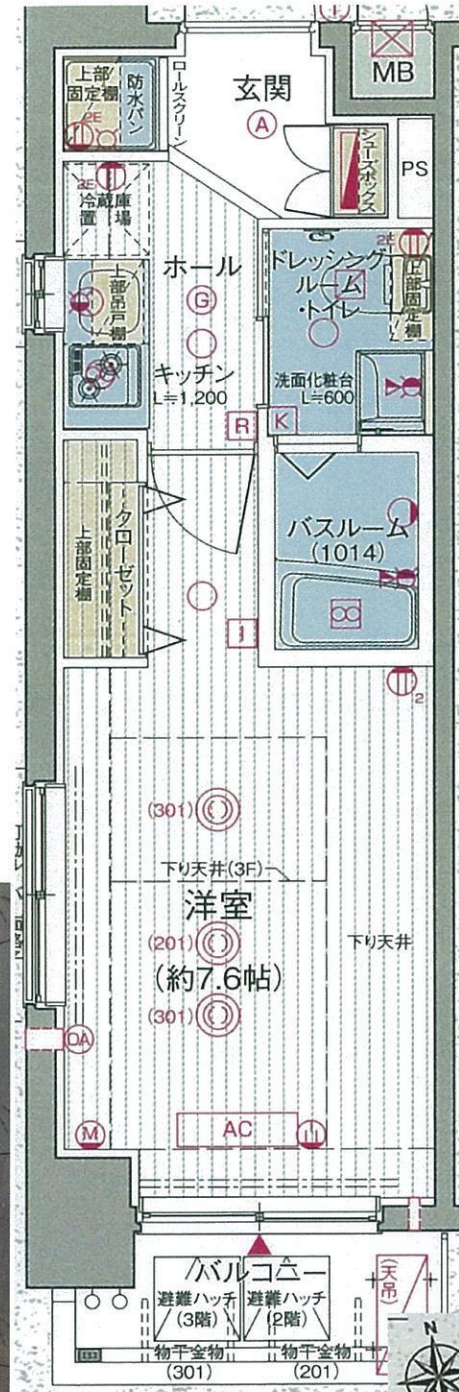 MB
玄関
A
PS
シューズボックス
ロールスクリーン
上部
固定棚
防水パン
2E
2E
冷蔵庫
置場
ホール
G
上部吊戸棚
キッチン
L≒1,200
R
K
ドレッシング
ルーム
・トイレ
2E
上部
固定棚
洗面化粧台
L≒600
クローゼット
上部固定棚
バスルーム
(1014)
I
2
(301)
下り天井(3F)
洋室
(約7.6帖)
(201)
(301)
下り天井
OA
M
AC
バルコニー
避難ハッチ
(3階)
避難ハッチ
(2階)
(天吊)
物干金物
(301)
物干金物
(201)
N